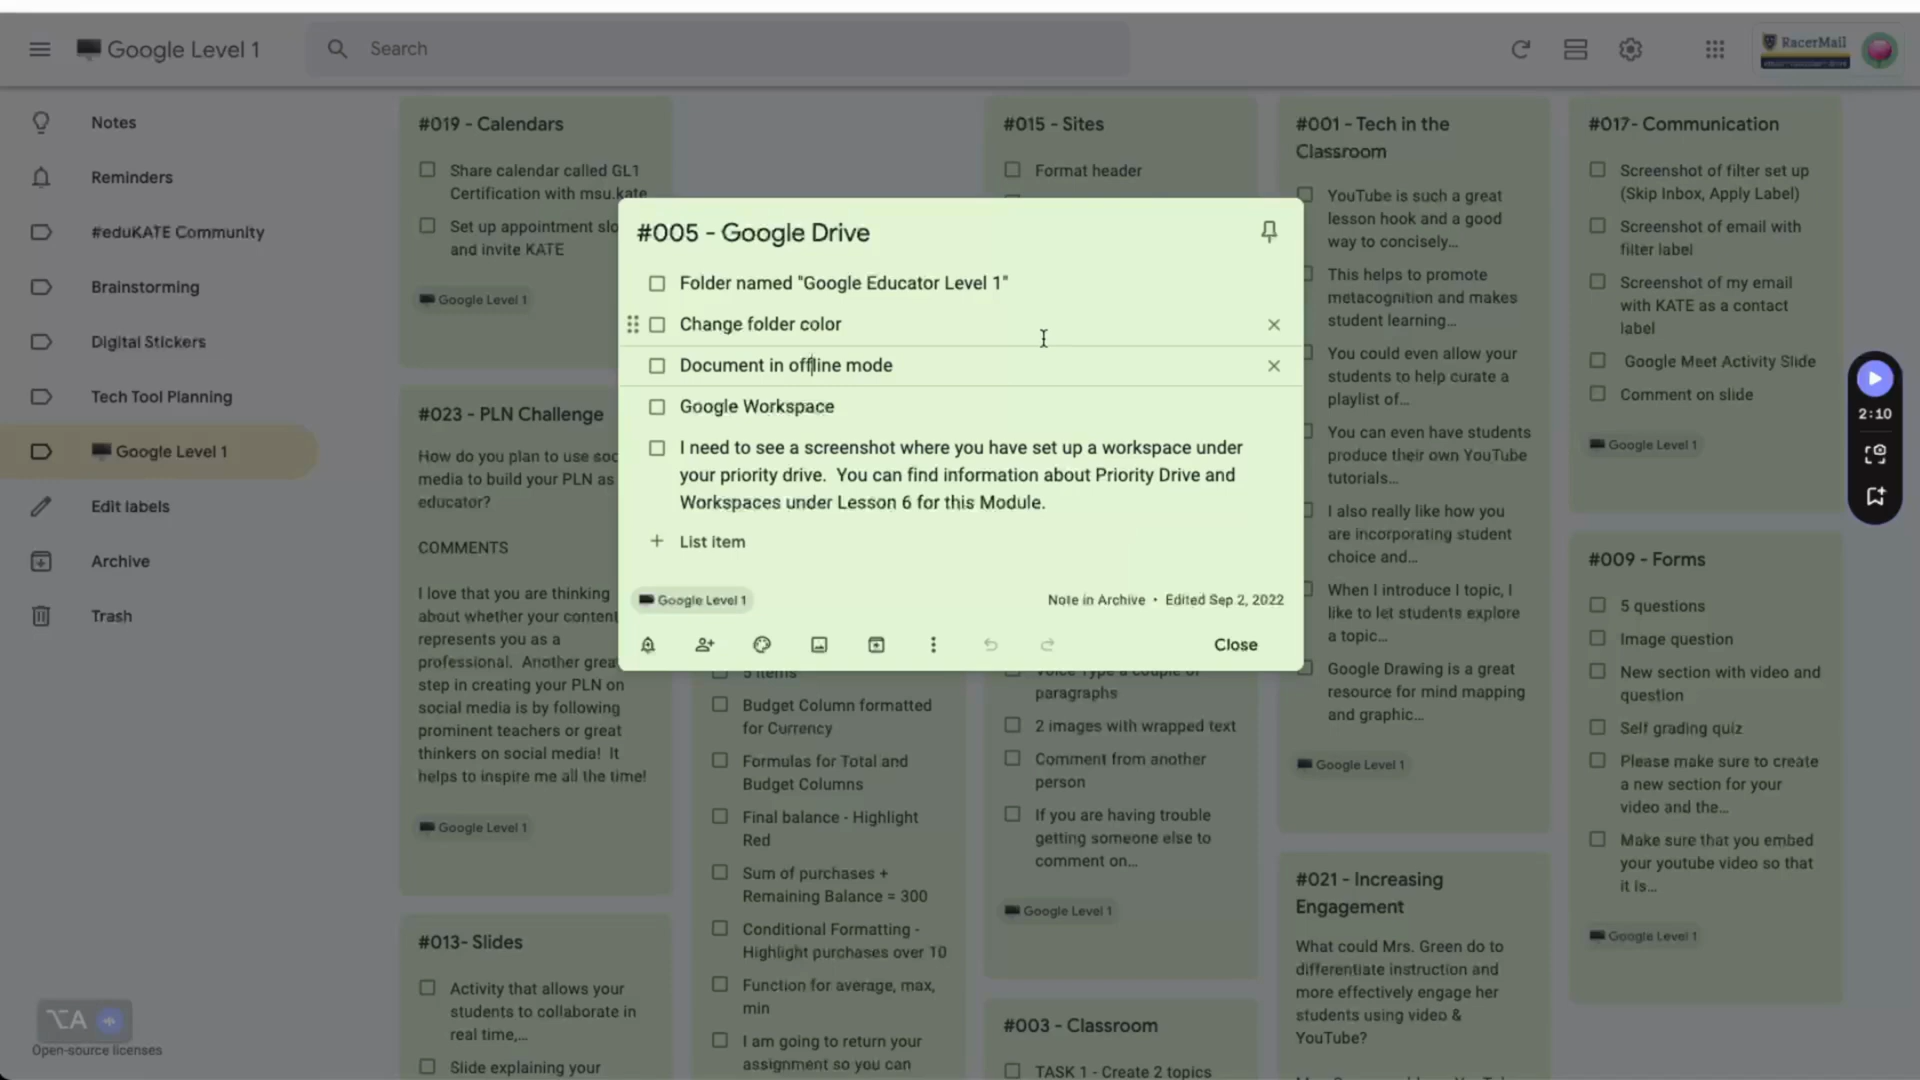 Google Level 1
Search
RacerMail
Notes
Reminders
#eduKATE Community
Brainstorming
Digital Stickers
Tech Tool Planning
Google Level 1
Edit labels
Archive
Trash
Open-source licenses
#019 - Calendars
Share calendar called GL1
Certification with msu.kate
Set up appointment slo
and invite KATE
Google Level 1
#023 - PLN Challenge
How do you plan to use soc
media to build your PLN as
educator?
COMMENTS
I love that you are thinking
about whether your content
represents you as a
professional. Another grea
step in creating your PLN on
social media is by following
prominent teachers or great
thinkers on social media! It
helps to inspire me all the time!
Google Level 1
#013- Slides
Activity that allows your
students to collaborate in
real time,...
Slide explaining your
#005 - Google Drive
Folder named "Google Educator Level 1"
Change folder color
Document in offline mode
Google Workspace
I need to see a screenshot where you have set up a workspace under
your priority drive. You can find information about Priority Drive and
Workspaces under Lesson 6 for this Module.
+ List item
Google Level 1
Note in Archive • Edited Sep 2, 2022
Close
5 items
Budget Column formatted
for Currency
Formulas for Total and
Budget Columns
Final balance - Highlight
Red
Sum of purchases +
Remaining Balance = 300
Conditional Formatting -
Highlight purchases over 10
Function for average, max,
min
I am going to return your
assignment so you can
#015 - Sites
Format header
Voice Type a couple of
paragraphs
2 images with wrapped text
Comment from another
person
If you are having trouble
getting someone else to
comment on...
Google Level 1
#003 - Classroom
TASK 1 - Create 2 topics
#001 - Tech in the
Classroom
YouTube is such a great
lesson hook and a good
way to concisely...
This helps to promote
metacognition and makes
student learning...
You could even allow your
students to help curate a
playlist of...
You can even have students
produce their own YouTube
tutorials...
I also really like how you
are incorporating student
choice and...
When I introduce I topic, I
like to let students explore
a topic...
Google Drawing is a great
resource for mind mapping
and graphic...
Google Level 1
#021 - Increasing
Engagement
What could Mrs. Green do to
differentiate instruction and
more effectively engage her
students using video &
YouTube?
#017- Communication
Screenshot of filter set up
(Skip Inbox, Apply Label)
Screenshot of email with
filter label
Screenshot of my email
with KATE as a contact
label
Google Meet Activity Slide
Comment on slide
Google Level 1
#009 - Forms
5 questions
Image question
New section with video and
question
Self grading quiz
Please make sure to create
a new section for your
video and the...
Make sure that you embed
your youtube video so that
it is...
Google Level 1
2:10
⌥A